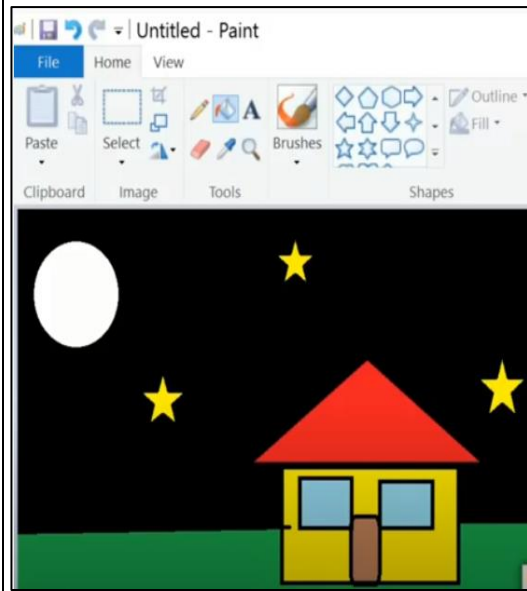 Untitled - Paint
File Home View
Paste Select Brushes Outline Fill
Clipboard Image Tools Shapes